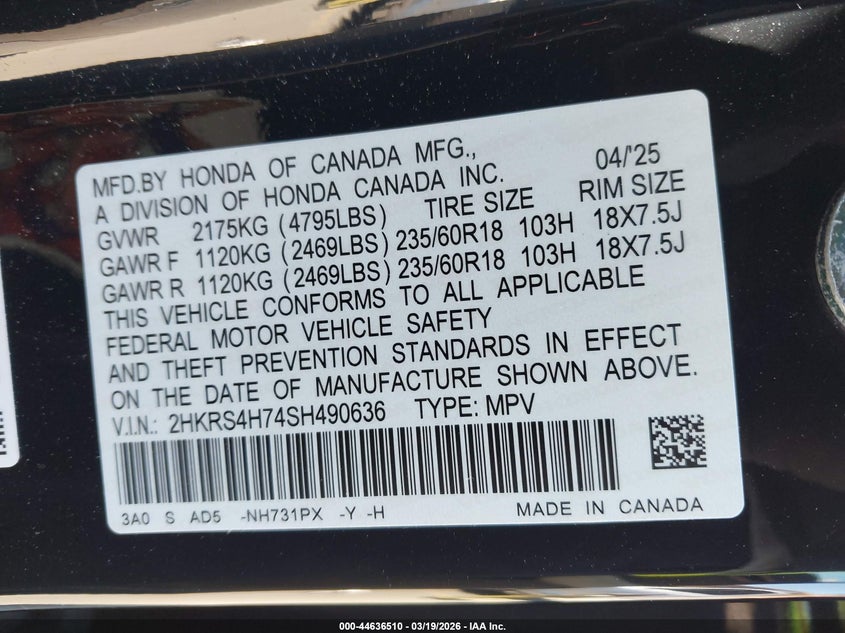 MFD.BY HONDA OF CANADA MFG., 04/'25
A DIVISION OF HONDA CANADA INC.
GVWR 2175KG (4795LBS) TIRE SIZE RIM SIZE
GAWR F 1120KG (2469LBS) 235/60R18 103H 18X7.5J
GAWR R 1120KG (2469LBS) 235/60R18 103H 18X7.5J
THIS VEHICLE CONFORMS TO ALL APPLICABLE
FEDERAL MOTOR VEHICLE SAFETY
AND THEFT PREVENTION STANDARDS IN EFFECT
ON THE DATE OF MANUFACTURE SHOWN ABOVE.
V.I.N.: 2HKRS4H74SH490636 TYPE: MPV
3A0 S AD5 -NH731PX -Y -H MADE IN CANADA
000-44636510 - 03/19/2026 - IAA Inc.